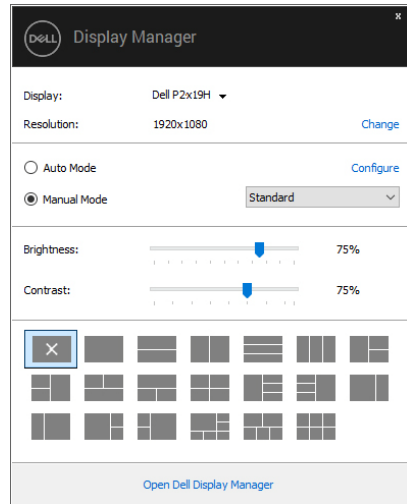 x
DELL Display Manager
Display: Dell P2x19H
Resolution: 1920x1080 Change
Auto Mode Configure
Manual Mode Standard
Brightness: 75%
Contrast: 75%
Open Dell Display Manager